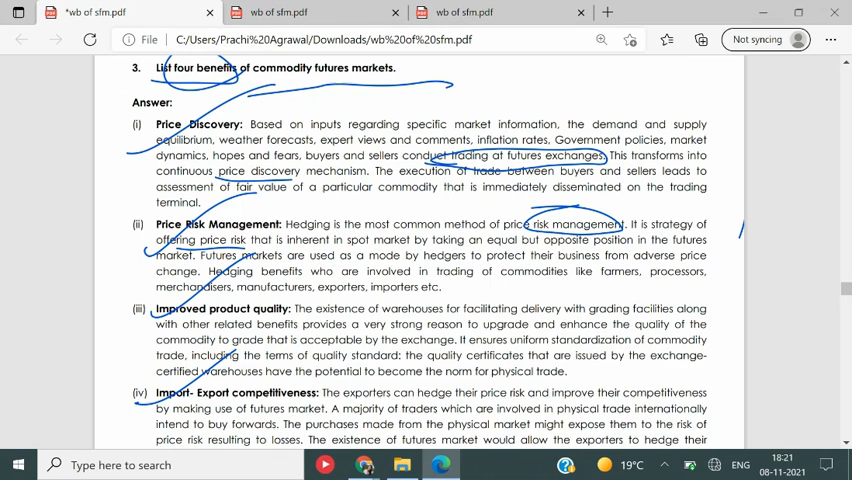 *wb of sfm.pdf
wb of sfm.pdf
wb of sfm.pdf
File
C:/Users/Prachi%20Agrawal/Downloads/wb%20of%20sfm.pdf
Not syncing
3. List four benefits of commodity futures markets.
Answer:
(i) Price Discovery: Based on inputs regarding specific market information, the demand and supply
equilibrium, weather forecasts, expert views and comments, inflation rates, Government policies, market
dynamics, hopes and fears, buyers and sellers conduct trading at futures exchanges. This transforms into
continuous price discovery mechanism. The execution of trade between buyers and sellers leads to
assessment of fair value of a particular commodity that is immediately disseminated on the trading
terminal.
(ii) Price Risk Management: Hedging is the most common method of price risk management. It is strategy of
offering price risk that is inherent in spot market by taking an equal but opposite position in the futures
market. Futures markets are used as a mode by hedgers to protect their business from adverse price
change. Hedging benefits who are involved in trading of commodities like farmers, processors,
merchandisers, manufacturers, exporters, importers etc.
(iii) Improved product quality: The existence of warehouses for facilitating delivery with grading facilities along
with other related benefits provides a very strong reason to upgrade and enhance the quality of the
commodity to grade that is acceptable by the exchange. It ensures uniform standardization of commodity
trade, including the terms of quality standard: the quality certificates that are issued by the exchange-
certified warehouses have the potential to become the norm for physical trade.
(iv) Import- Export competitiveness: The exporters can hedge their price risk and improve their competitiveness
by making use of futures market. A majority of traders which are involved in physical trade internationally
intend to buy forwards. The purchases made from the physical market might expose them to the risk of
price risk resulting to losses. The existence of futures market would allow the exporters to hedge their
Type here to search
19°C
ENG
18:21
08-11-2021